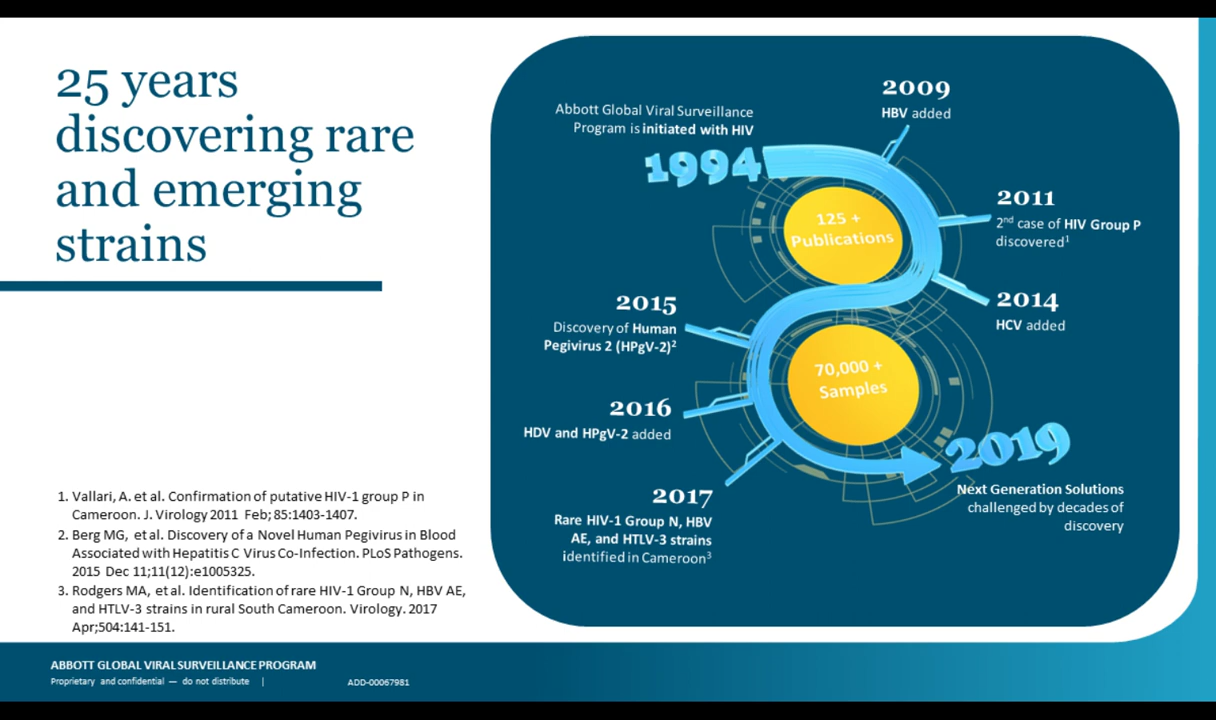 25 years
discovering rare
and emerging
strains
Abbott Global Viral Surveillance
Program is initiated with HIV
1994
2009
HBV added
2011
2nd case of HIV Group P
discovered1
2014
HCV added
125 +
Publications
2015
Discovery of Human
Pegivirus 2 (HPgV-2)2
70,000 +
Samples
2016
HDV and HPgV-2 added
2017
Rare HIV-1 Group N, HBV
AE, and HTLV-3 strains
identified in Cameroon3
2019
Next Generation Solutions
challenged by decades of
discovery
1. Vallari, A. et al. Confirmation of putative HIV-1 group P in
Cameroon. J. Virology 2011 Feb; 85:1403-1407.
2. Berg MG, et al. Discovery of a Novel Human Pegivirus in Blood
Associated with Hepatitis C Virus Co-Infection. PLoS Pathogens.
2015 Dec 11;11(12):e1005325.
3. Rodgers MA, et al. Identification of rare HIV-1 Group N, HBV AE,
and HTLV-3 strains in rural South Cameroon. Virology. 2017
Apr;504:141-151.
ABBOTT GLOBAL VIRAL SURVEILLANCE PROGRAM
Proprietary and confidential — do not distribute |
ADD-00067981